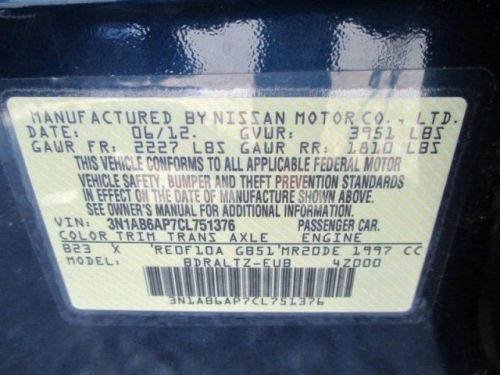 MANUFACTURED BY NISSAN MOTOR CO., LTD.
DATE: 06/12. GVWR: 3951 LBS
GAWR FR: 2227 LBS GAWR RR: 1810 LBS
THIS VEHICLE CONFORMS TO ALL APPLICABLE FEDERAL MOTOR
VEHICLE SAFETY, BUMPER AND THEFT PREVENTION STANDARDS
IN EFFECT ON THE DATE OF MANUFACTURE SHOWN ABOVE.
SEE OWNER'S MANUAL FOR ADDITIONAL INFORMATION.
VIN: 3N1AB6AP7CL751376 PASSENGER CAR.
COLOR TRIM TRANS AXLE ENGINE
B23 X 'REOF10A GB51'MR20DE 1997 CC
MODEL: BDRALTZ-EUB 4Z000
3N1AB6AP7CL751376